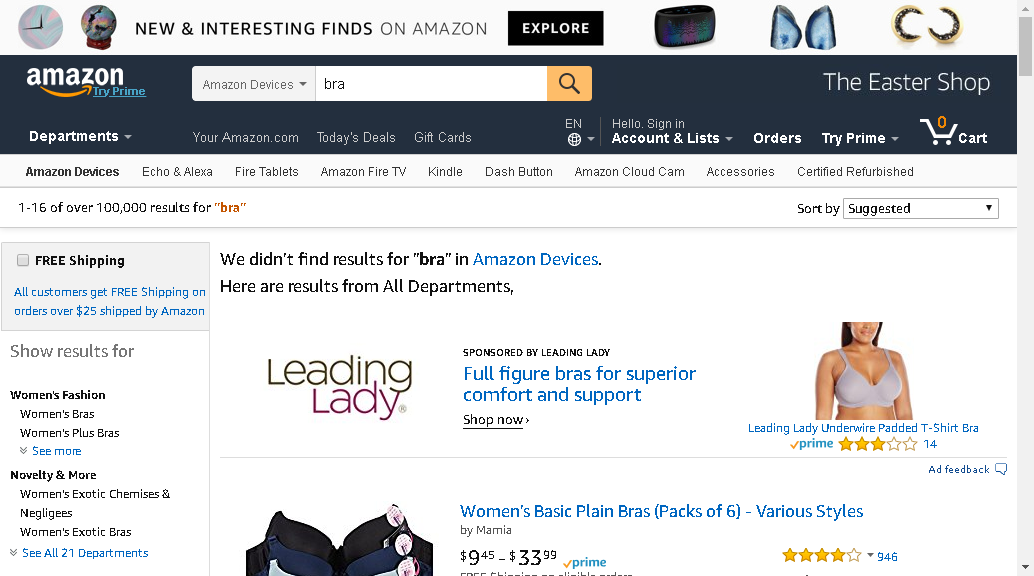 NEW & INTERESTING FINDS ON AMAZON EXPLORE
amazon
Try Prime
Amazon Devices bra
The Easter Shop
Departments
Your Amazon.com Today's Deals Gift Cards
EN
Hello. Sign in
Account & Lists
Orders
Try Prime
0
Cart
Amazon Devices Echo & Alexa Fire Tablets Amazon Fire TV Kindle Dash Button Amazon Cloud Cam Accessories Certified Refurbished
1-16 of over 100,000 results for "bra"
Sort by Suggested
FREE Shipping
All customers get FREE Shipping on
orders over $25 shipped by Amazon
Show results for
Women's Fashion
Women's Bras
Women's Plus Bras
See more
Novelty & More
Women's Exotic Chemises &
Negligees
Women's Exotic Bras
See All 21 Departments
We didn't find results for "bra" in Amazon Devices.
Here are results from All Departments,
Leading
Lady®
SPONSORED BY LEADING LADY
Full figure bras for superior
comfort and support
Shop now ›
Leading Lady Underwire Padded T-Shirt Bra
prime 14
Ad feedback
Women's Basic Plain Bras (Packs of 6) - Various Styles
by Mamia
$9 45 - $33 99 prime
946
FREE Shipping on eligible orders